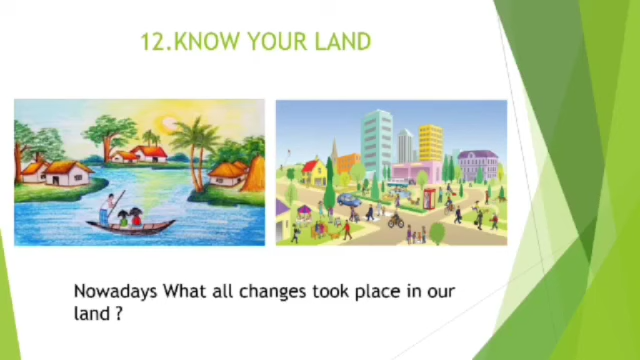 12.KNOW YOUR LAND
Nowadays What all changes took place in our
land ?